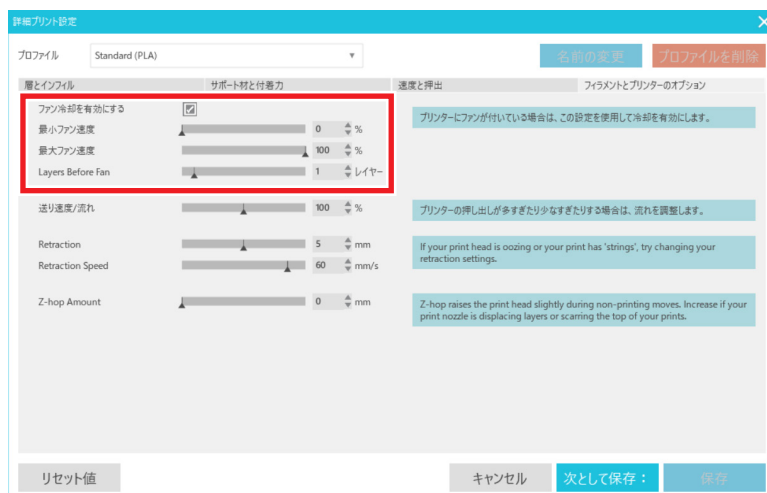 詳細プリント設定
プロファイル Standard (PLA) 名前の変更 プロファイルを削除
層とインフィル サポート材と付着力 速度と押出 フィラメントとプリンターのオプション
ファン冷却を有効にする
プリンターにファンが付いている場合は、この設定を使用して冷却を有効にします。
最小ファン速度 0 %
最大ファン速度 100 %
Layers Before Fan 1 レイヤー
送り速度/流れ 100 %
プリンターの押し出しが多すぎたり少なすぎたりする場合は、流れを調整します。
Retraction 5 mm
Retraction Speed 60 mm/s
If your print head is oozing or your print has 'strings', try changing your
retraction settings.
Z-hop Amount 0 mm
Z-hop raises the print head slightly during non-printing moves. Increase if your
print nozzle is displacing layers or scarring the top of your prints.
リセット値 キャンセル 次として保存： 保存